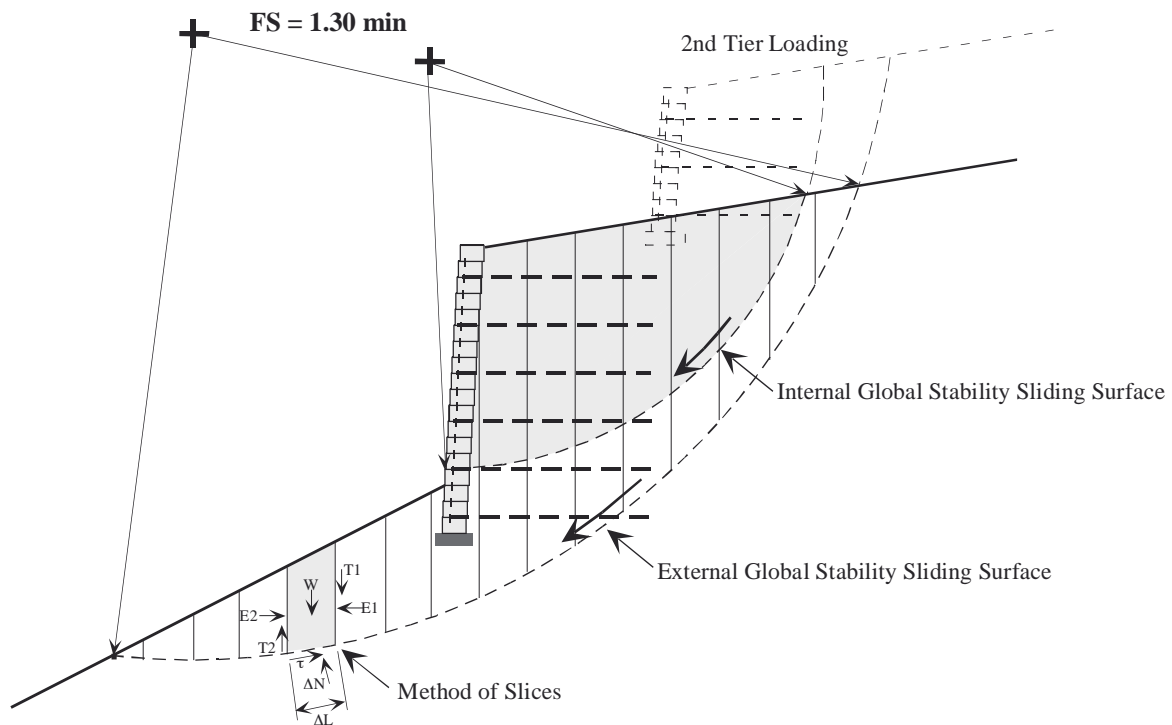 FS = 1.30 min
2nd Tier Loading
Internal Global Stability Sliding Surface
External Global Stability Sliding Surface
T1
W
E2
E1
T2
τ
ΔN
ΔL
Method of Slices